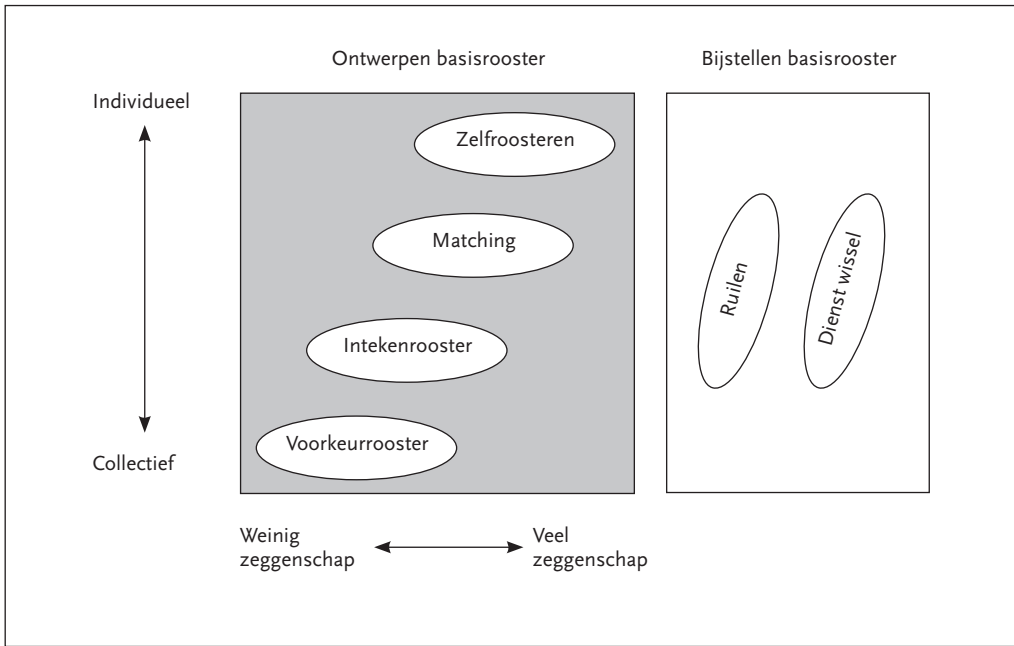 Ontwerpen basisrooster
Bijstellen basisrooster
Individueel
Zelfroosteren
Matching
Intekenrooster
Voorkeurrooster
Ruilen
Dienst wissel
Collectief
Weinig
zeggenschap
Veel
zeggenschap